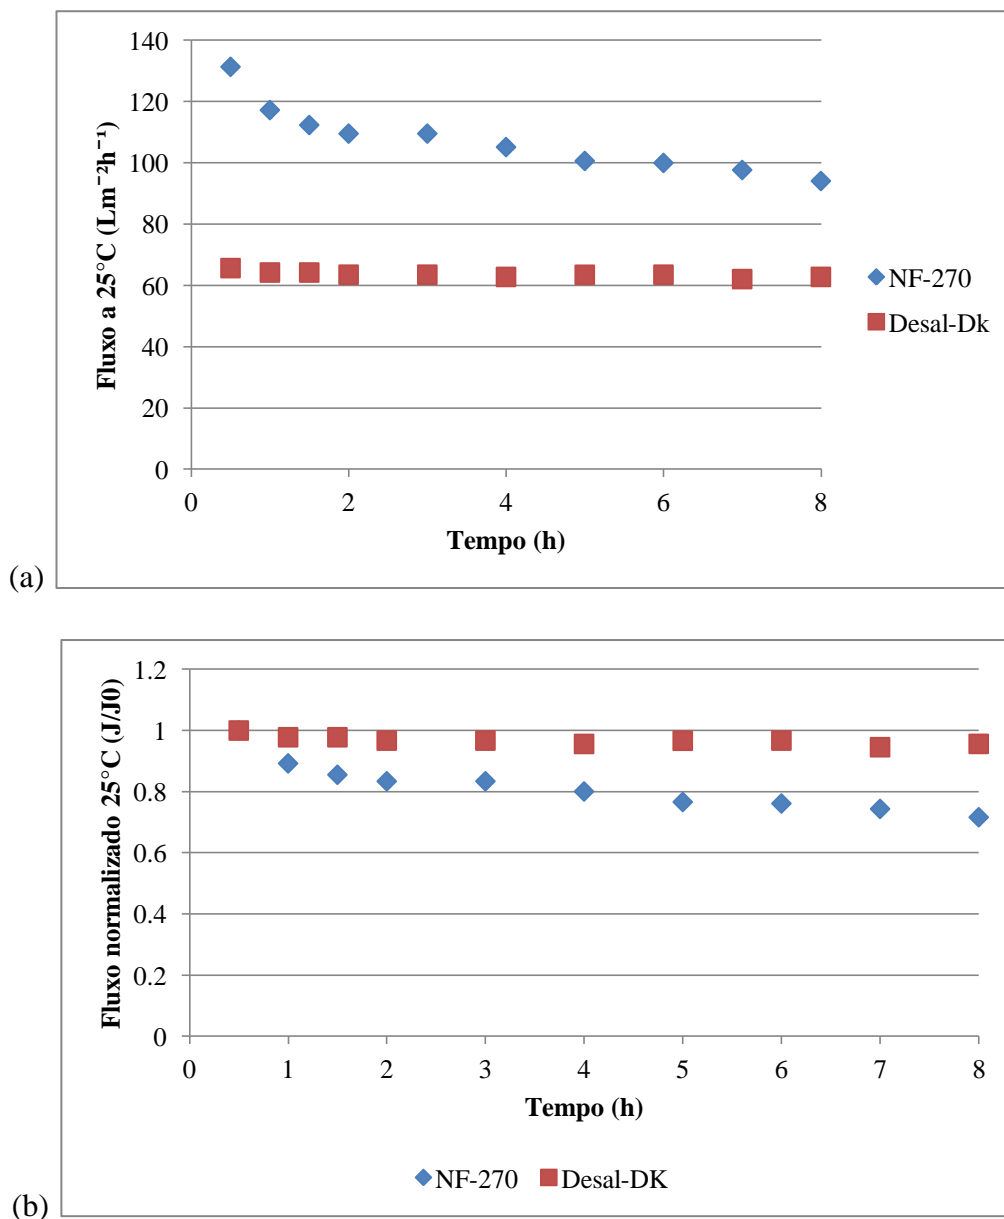 140
120
100
80
60
40
20
0
Fluxo a 25°C (Lm⁻²h⁻¹)
0 2 4 6 8
Tempo (h)
NF-270
Desal-Dk
(a)
1.2
1
0.8
0.6
0.4
0.2
0
Fluxo normalizado 25°C (J/J0)
0 1 2 3 4 5 6 7 8
Tempo (h)
NF-270 Desal-DK
(b)